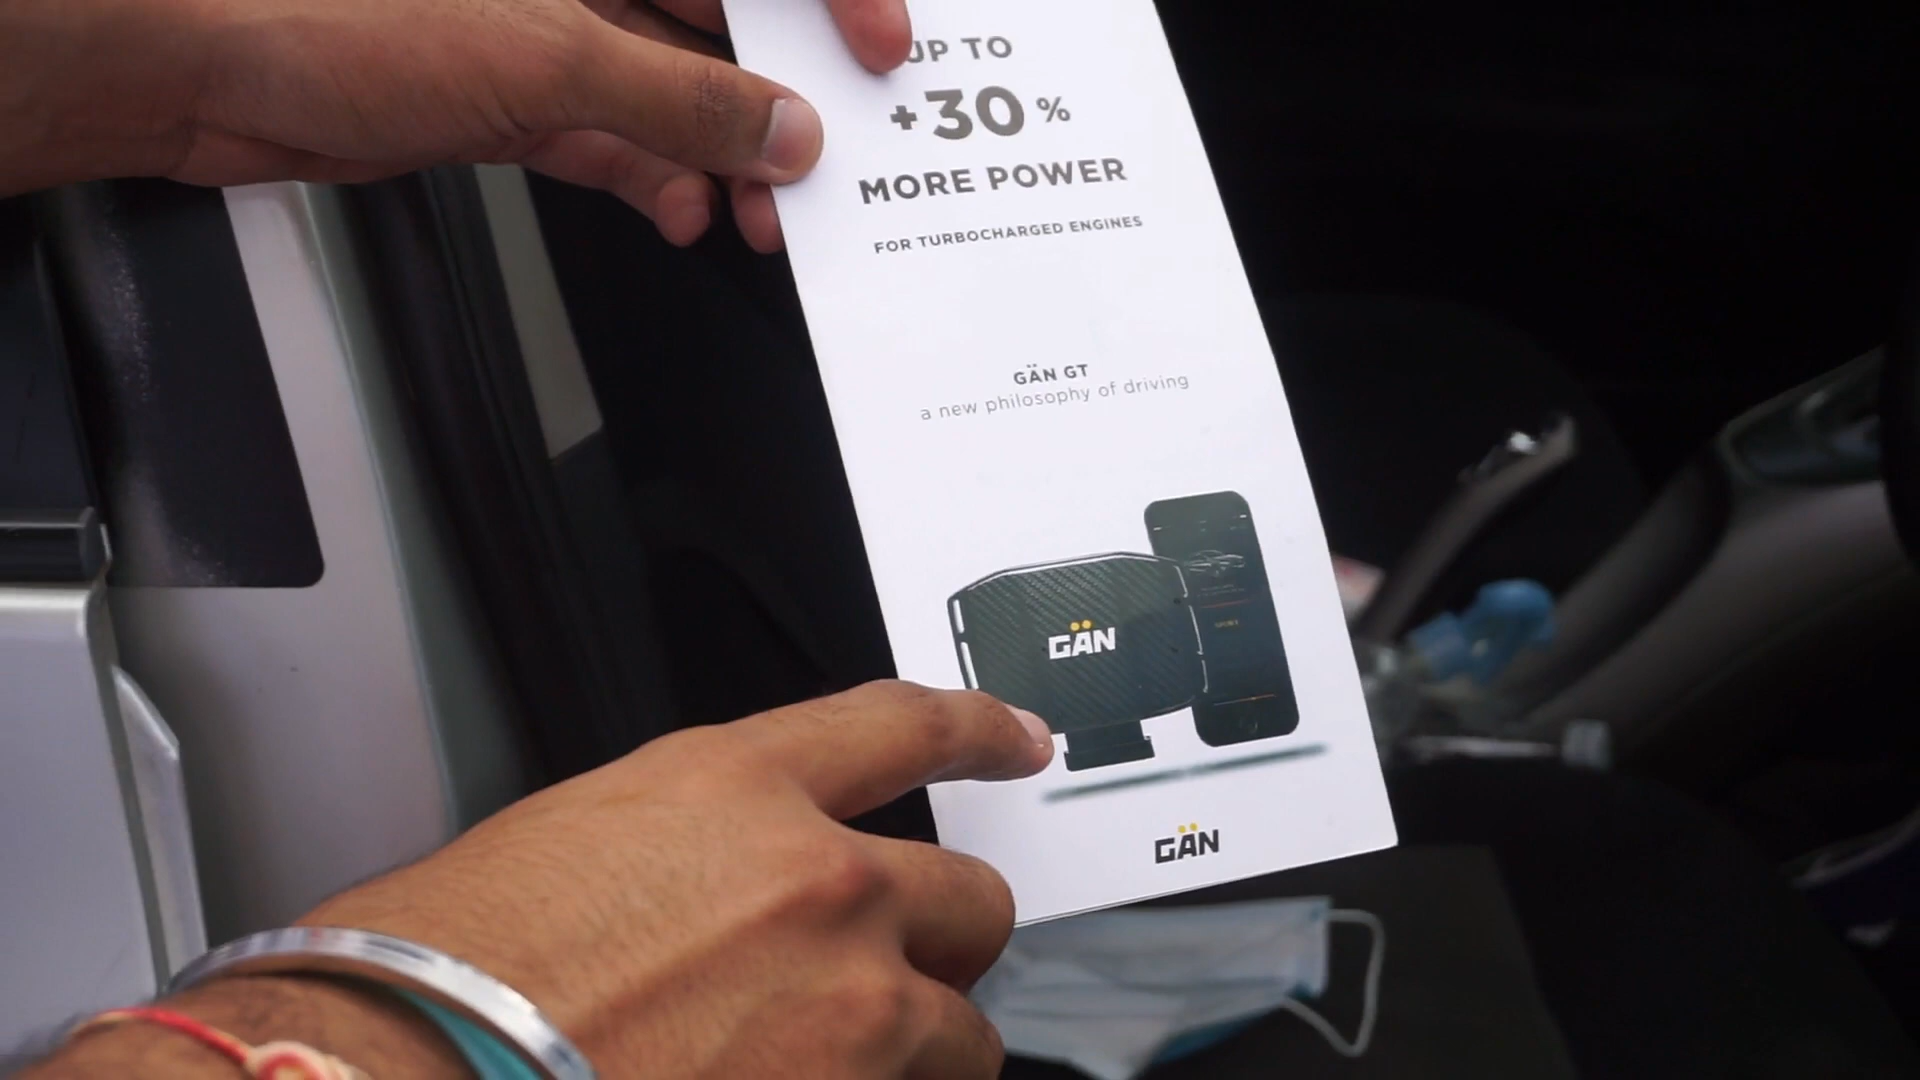 UP TO
+30 %
MORE POWER
FOR TURBOCHARGED ENGINES
GÄN GT
a new philosophy of driving
GÄN
GÄN